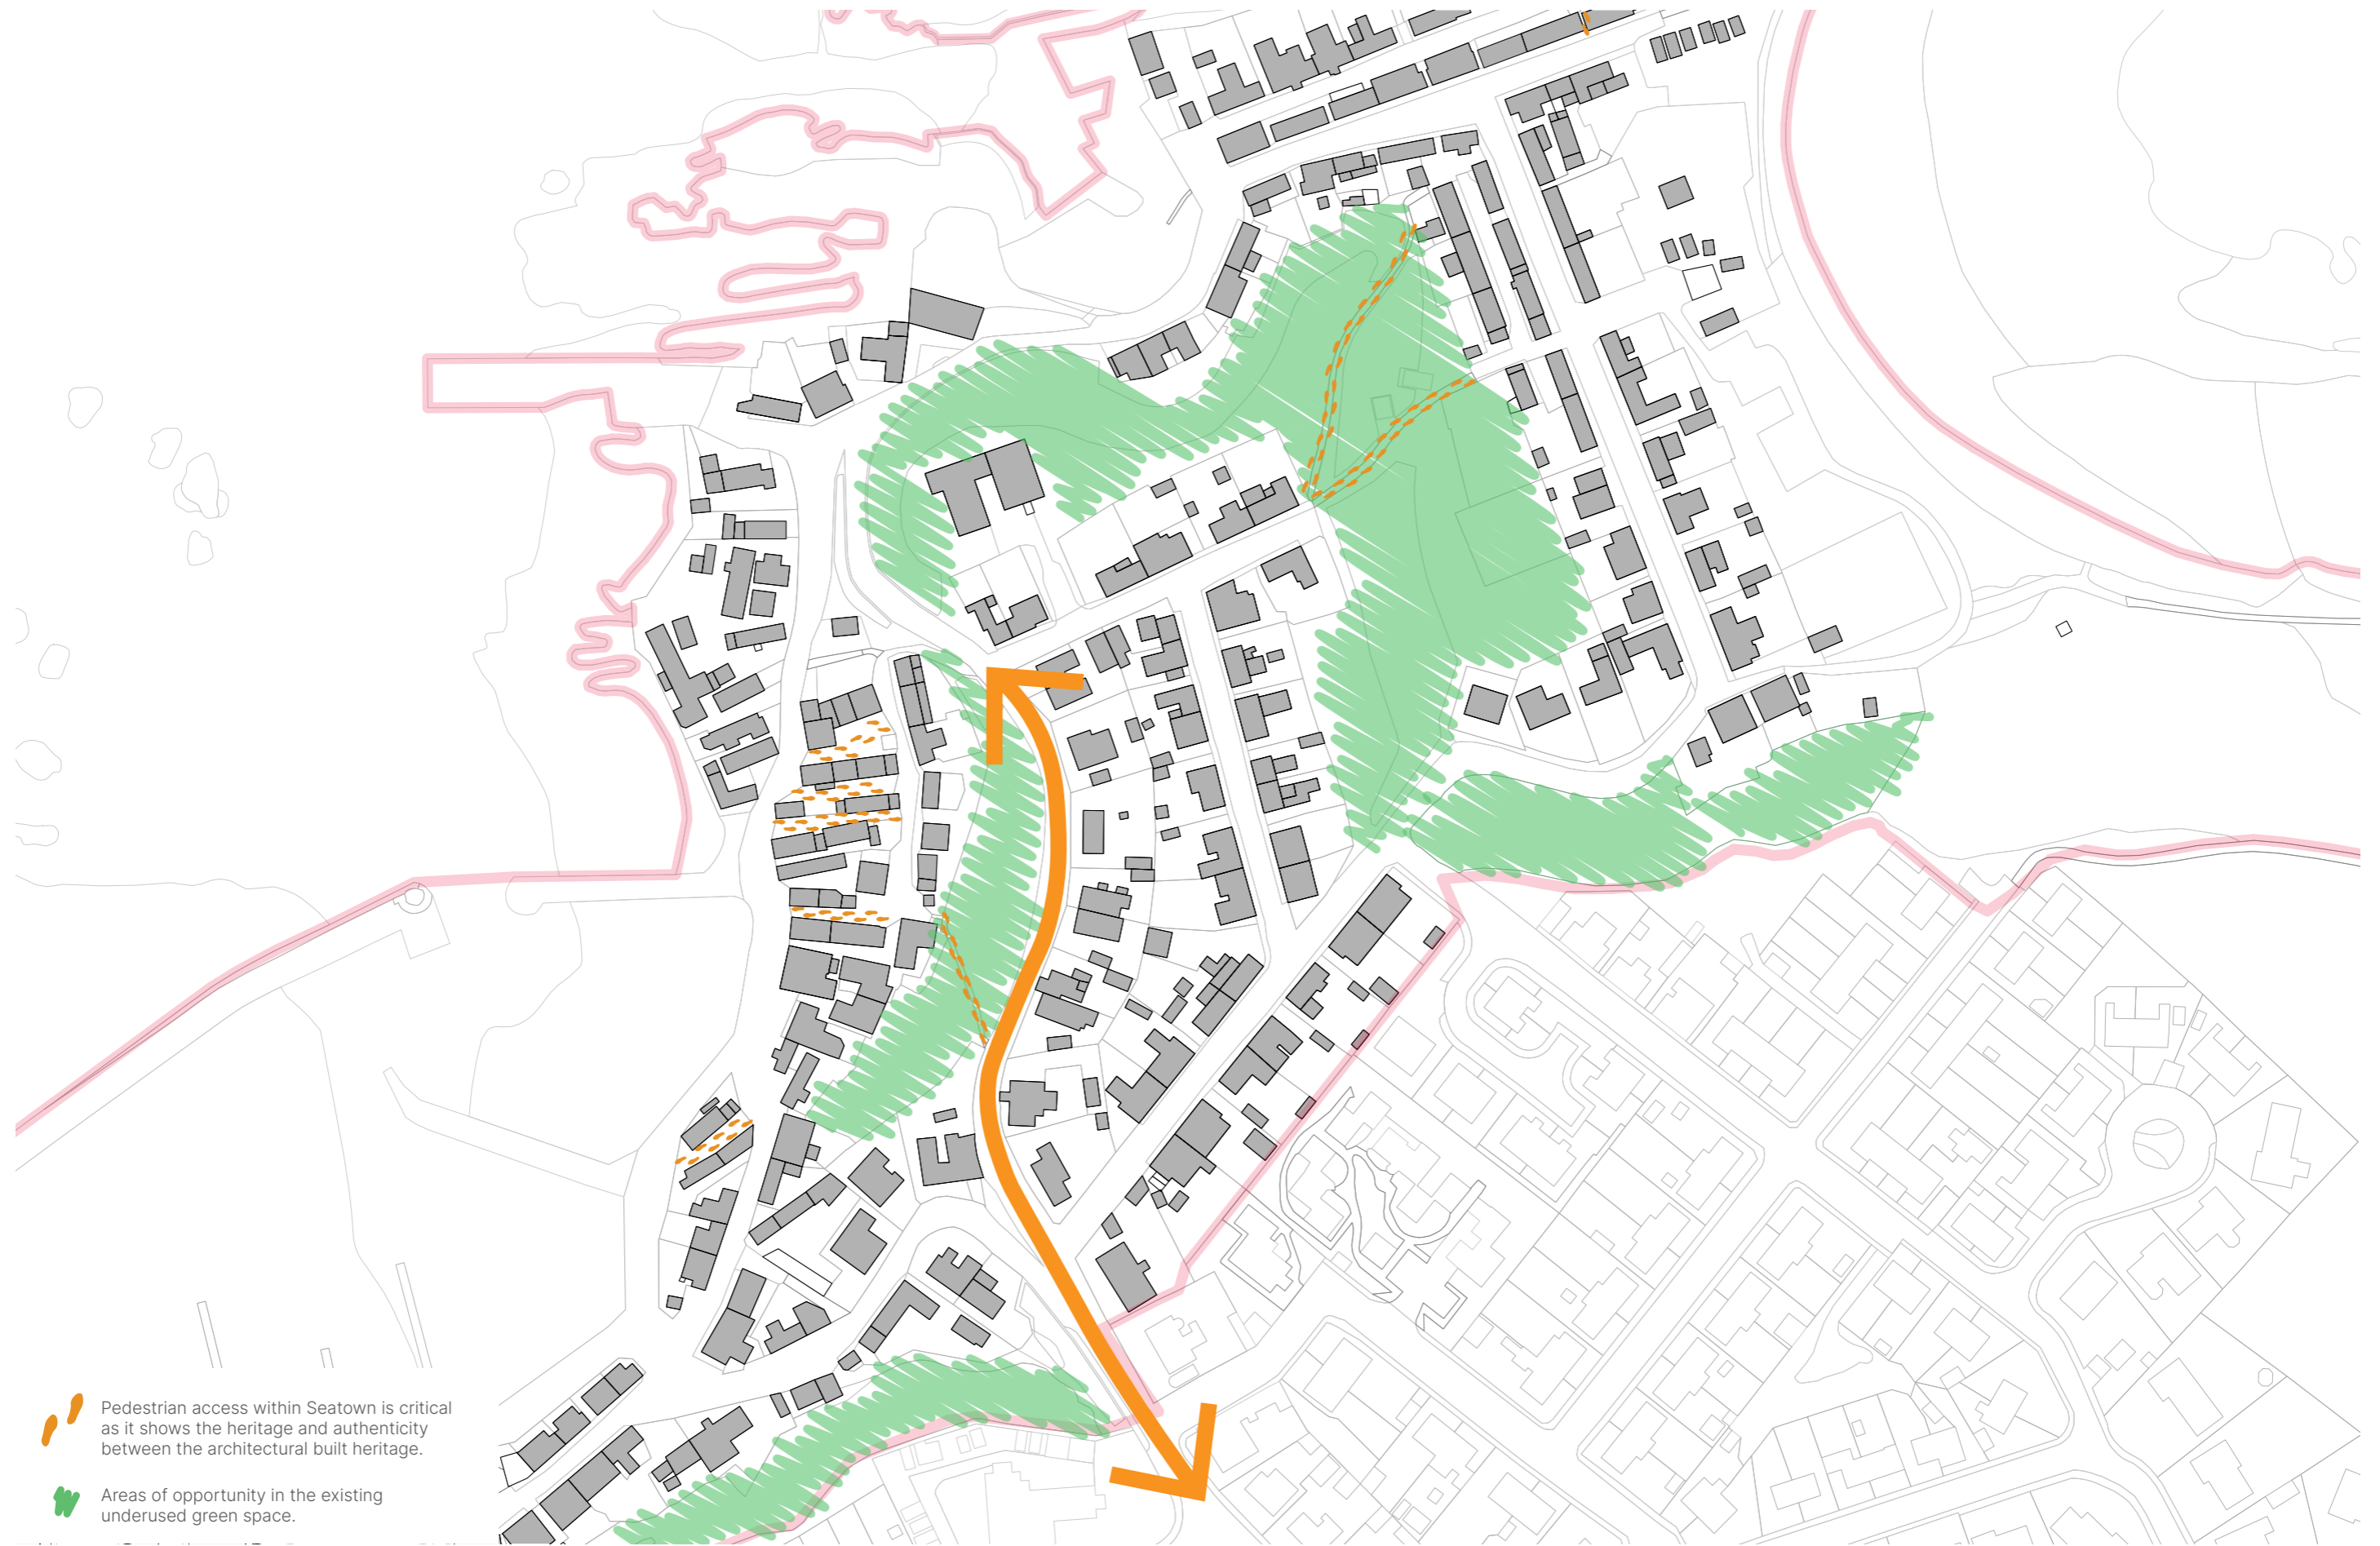 Pedestrian access within Seatown is critical
as it shows the heritage and authenticity
between the architectural built heritage.
Areas of opportunity in the existing
underused green space.